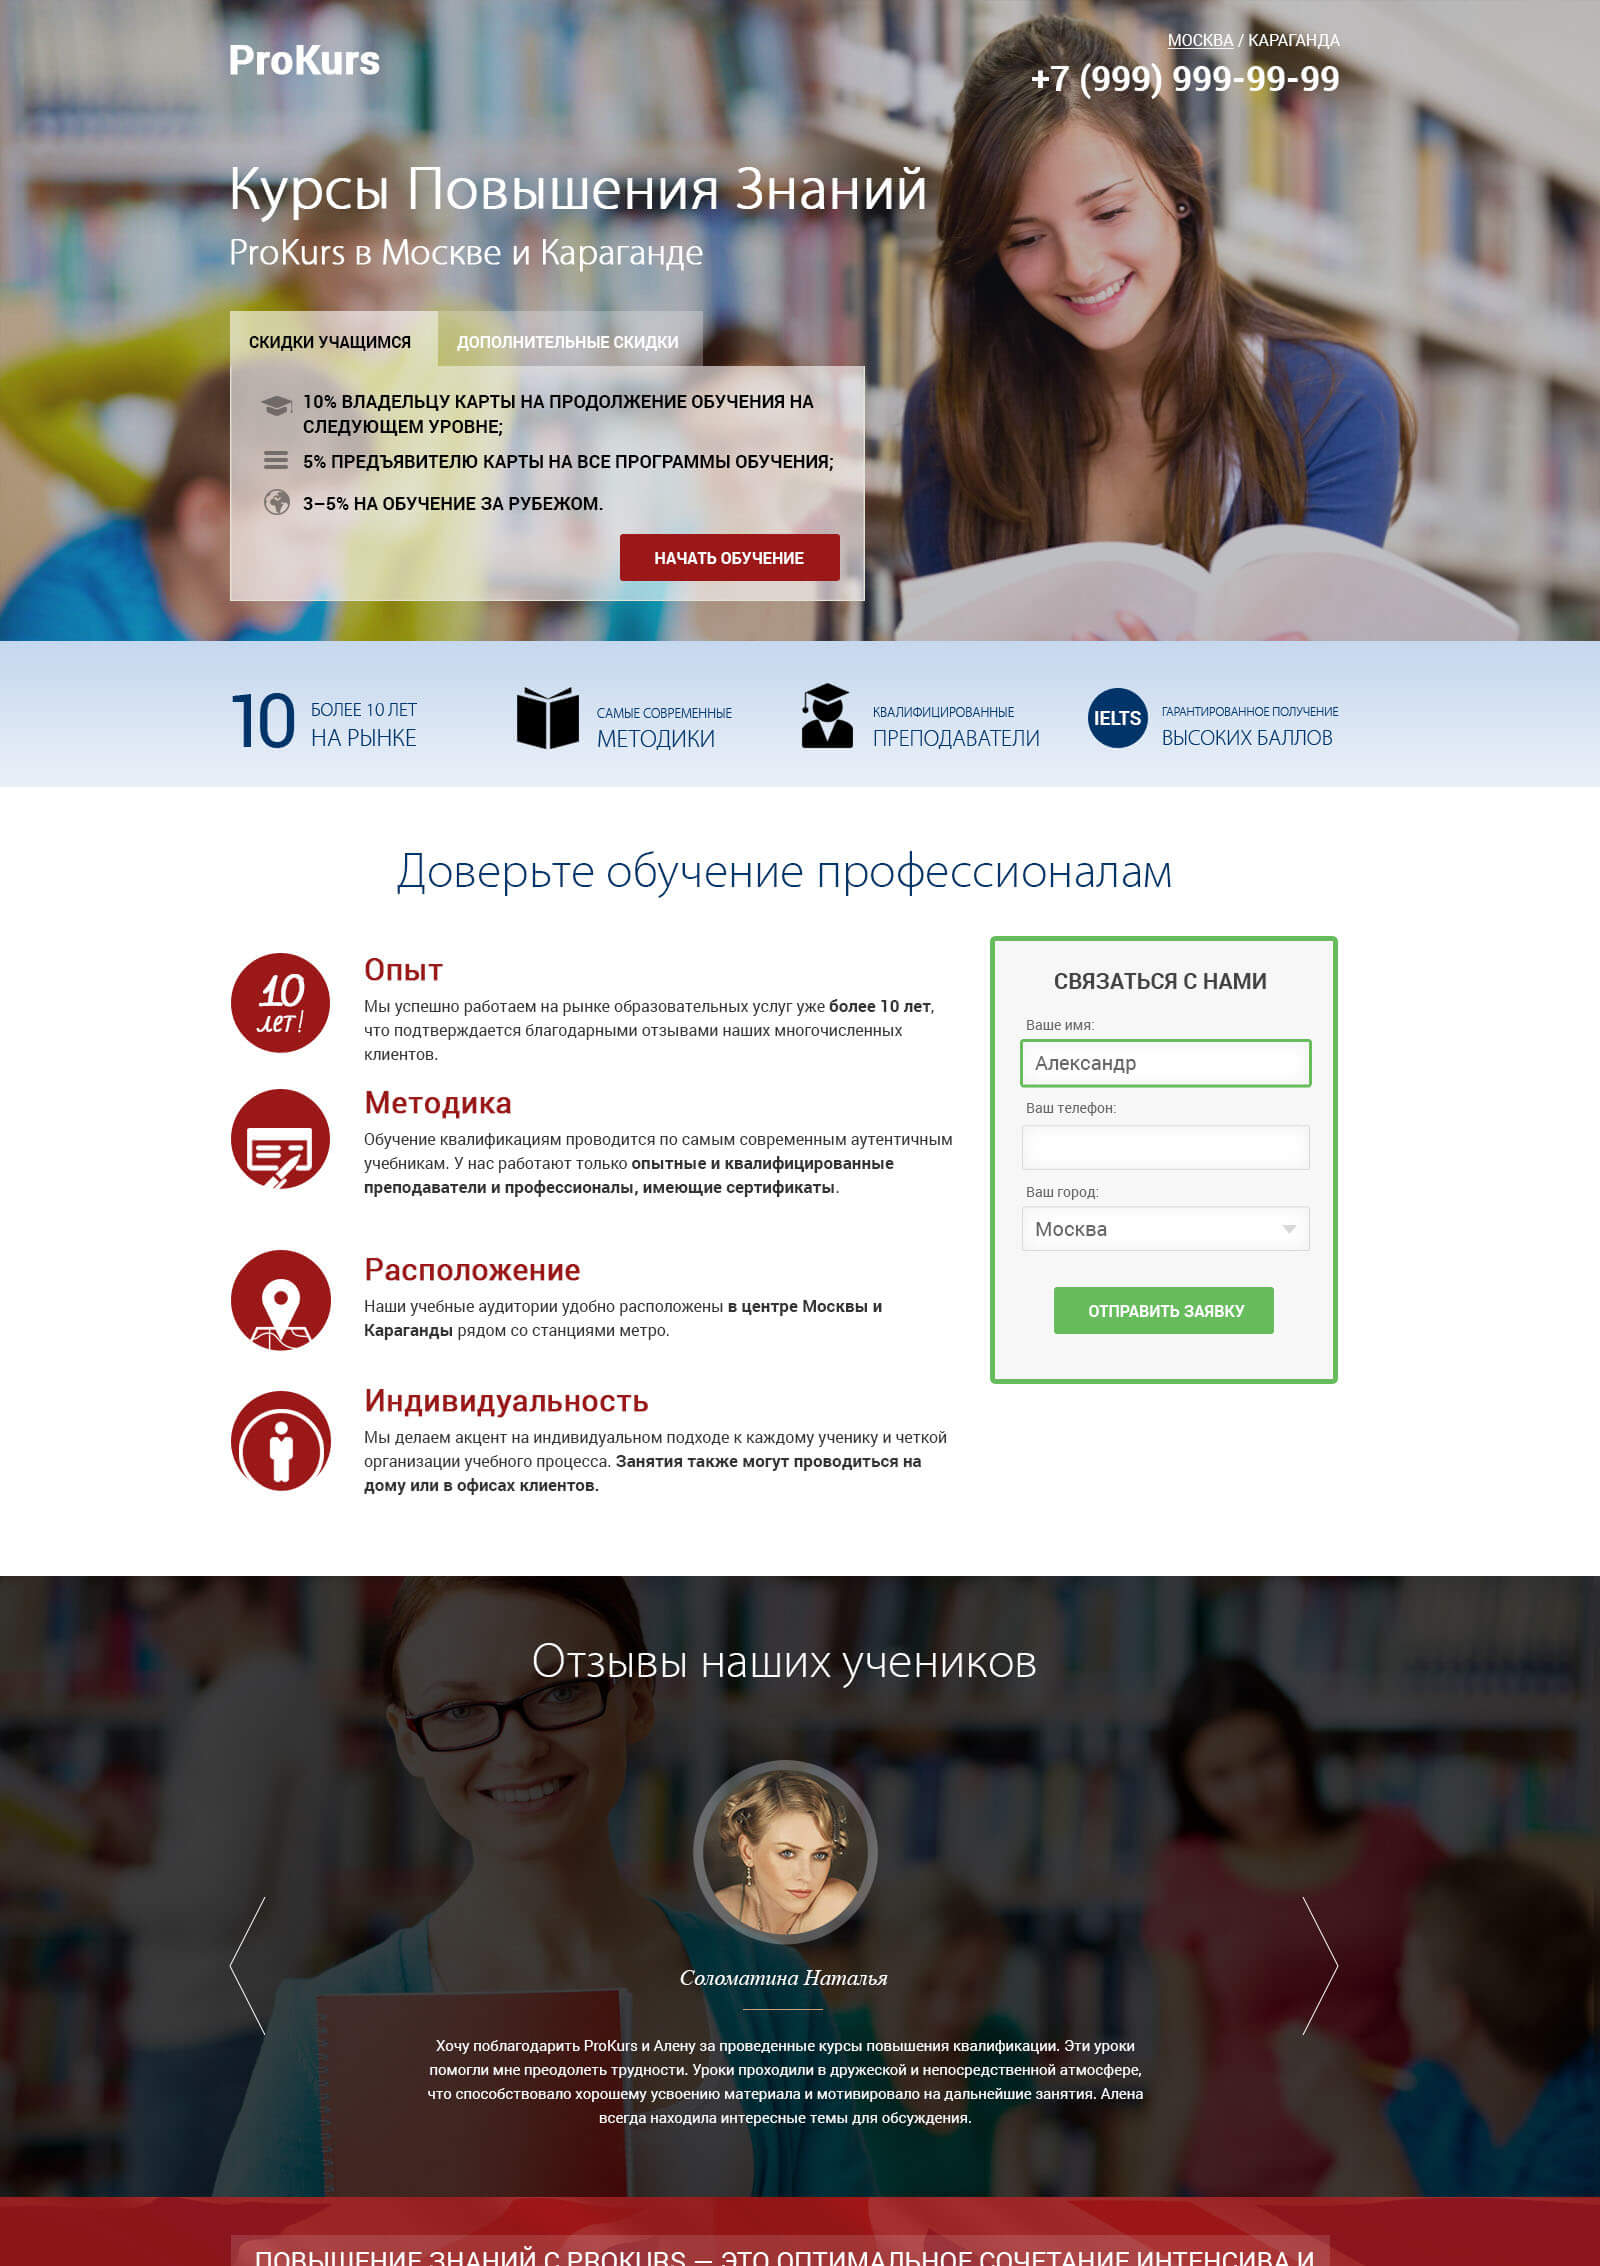 ProKurs
МОСКВА / КАРАГАНДА
+7 (999) 999-99-99
Курсы Повышения Знаний
ProKurs в Москве и Караганде
СКИДКИ УЧАЩИМСЯ
ДОПОЛНИТЕЛЬНЫЕ СКИДКИ
10% ВЛАДЕЛЬЦУ КАРТЫ НА ПРОДОЛЖЕНИЕ ОБУЧЕНИЯ НА
СЛЕДУЮЩЕМ УРОВНЕ;
5% ПРЕДЪЯВИТЕЛЮ КАРТЫ НА ВСЕ ПРОГРАММЫ ОБУЧЕНИЯ;
3–5% НА ОБУЧЕНИЕ ЗА РУБЕЖОМ.
НАЧАТЬ ОБУЧЕНИЕ
10
БОЛЕЕ 10 ЛЕТ
НА РЫНКЕ
САМЫЕ СОВРЕМЕННЫЕ
МЕТОДИКИ
КВАЛИФИЦИРОВАННЫЕ
ПРЕПОДАВАТЕЛИ
IELTS
ГАРАНТИРОВАННОЕ ПОЛУЧЕНИЕ
ВЫСОКИХ БАЛЛОВ
Доверьте обучение профессионалам
10
лет!
Опыт
Мы успешно работаем на рынке образовательных услуг уже более 10 лет,
что подтверждается благодарными отзывами наших многочисленных
клиентов.
Методика
Обучение квалификациям проводится по самым современным аутентичным
учебникам. У нас работают только опытные и квалифицированные
преподаватели и профессионалы, имеющие сертификаты.
Расположение
Наши учебные аудитории удобно расположены в центре Москвы и
Караганды рядом со станциями метро.
Индивидуальность
Мы делаем акцент на индивидуальном подходе к каждому ученику и четкой
организации учебного процесса. Занятия также могут проводиться на
дому или в офисах клиентов.
СВЯЗАТЬСЯ С НАМИ
Ваше имя:
Александр
Ваш телефон:
Ваш город:
Москва
ОТПРАВИТЬ ЗАЯВКУ
Отзывы наших учеников
Соломатина Наталья
Хочу поблагодарить ProKurs и Алену за проведенные курсы повышения квалификации. Эти уроки
помогли мне преодолеть трудности. Уроки проходили в дружеской и непосредственной атмосфере,
что способствовало хорошему усвоению материала и мотивировало на дальнейшие занятия. Алена
всегда находила интересные темы для обсуждения.
ПОВЫШЕНИЕ ЗНАНИЙ С PROKURS — ЭТО ОПТИМАЛЬНОЕ СОЧЕТАНИЕ ИНТЕНСИВА И